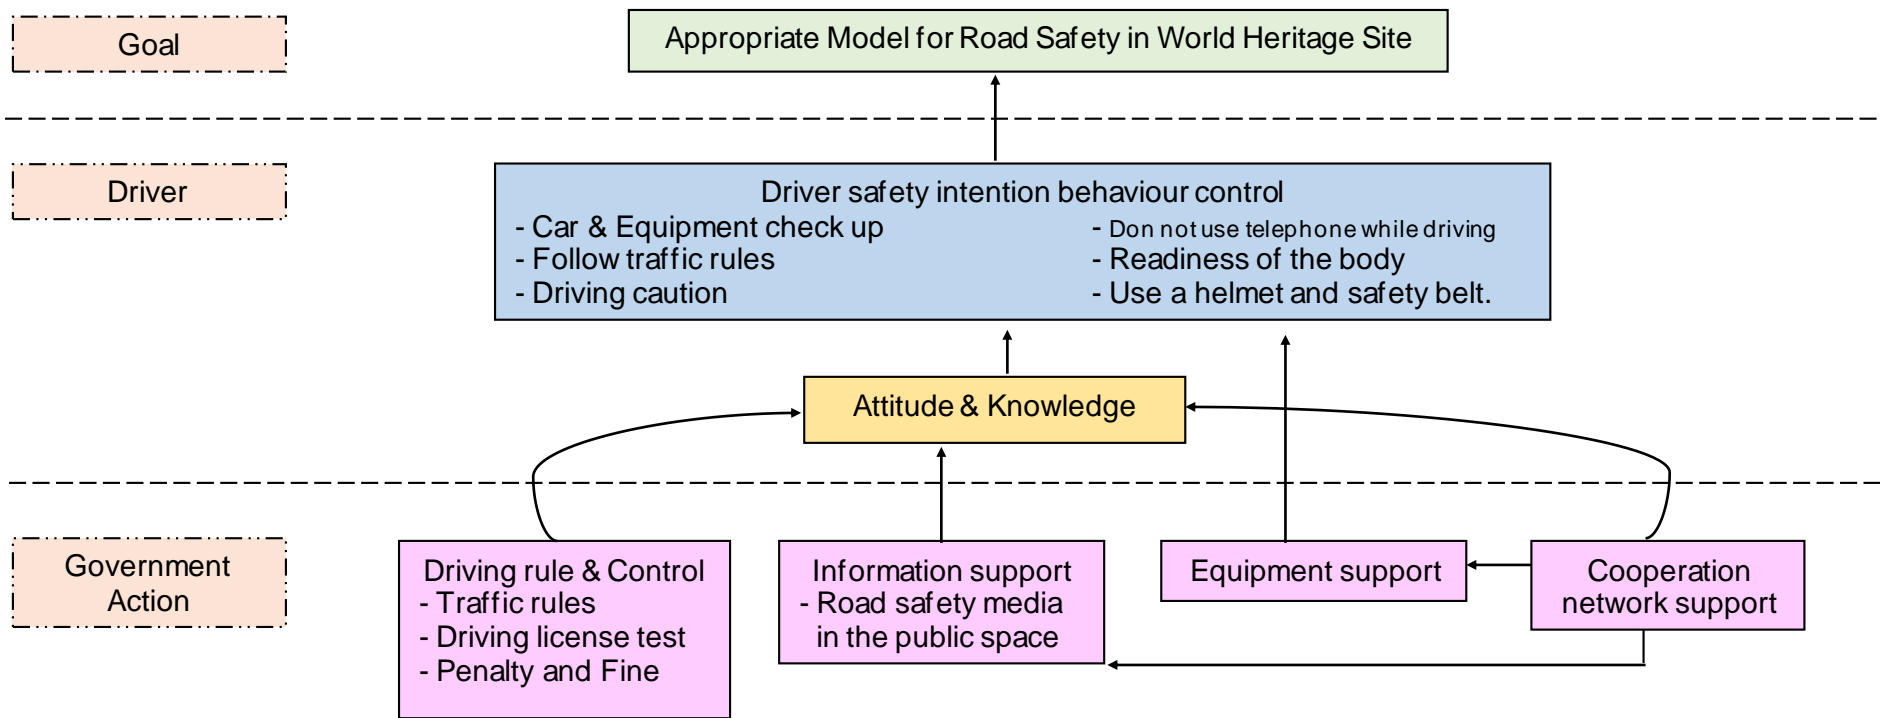 Goal
Appropriate Model for Road Safety in World Heritage Site
Driver
Driver safety intention behaviour control
- Car & Equipment check up
- Follow traffic rules
- Driving caution
- Don not use telephone while driving
- Readiness of the body
- Use a helmet and safety belt.
Attitude & Knowledge
Government
Action
Driving rule & Control
- Traffic rules
- Driving license test
- Penalty and Fine
Information support
- Road safety media
in the public space
Equipment support
Cooperation
network support